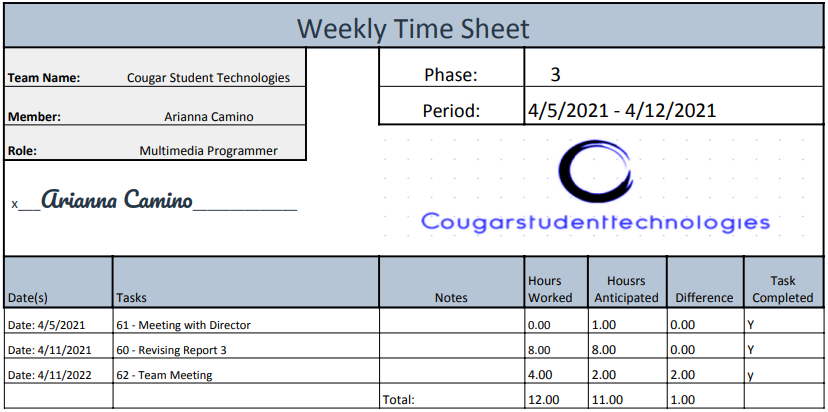 Weekly Time Sheet
Team Name: Cougar Student Technologies
Phase: 3
Member: Arianna Camino
Period: 4/5/2021 - 4/12/2021
Role: Multimedia Programmer
x___Arianna Camino______________
Cougarstudenttechnologies
Date(s) Tasks Notes Hours Worked Housrs Anticipated Difference Task Completed
Date: 4/5/2021 61 - Meeting with Director 0.00 1.00 0.00 Y
Date: 4/11/2021 60 - Revising Report 3 8.00 8.00 0.00 Y
Date: 4/11/2022 62 - Team Meeting 4.00 2.00 2.00 y
Total: 12.00 11.00 1.00